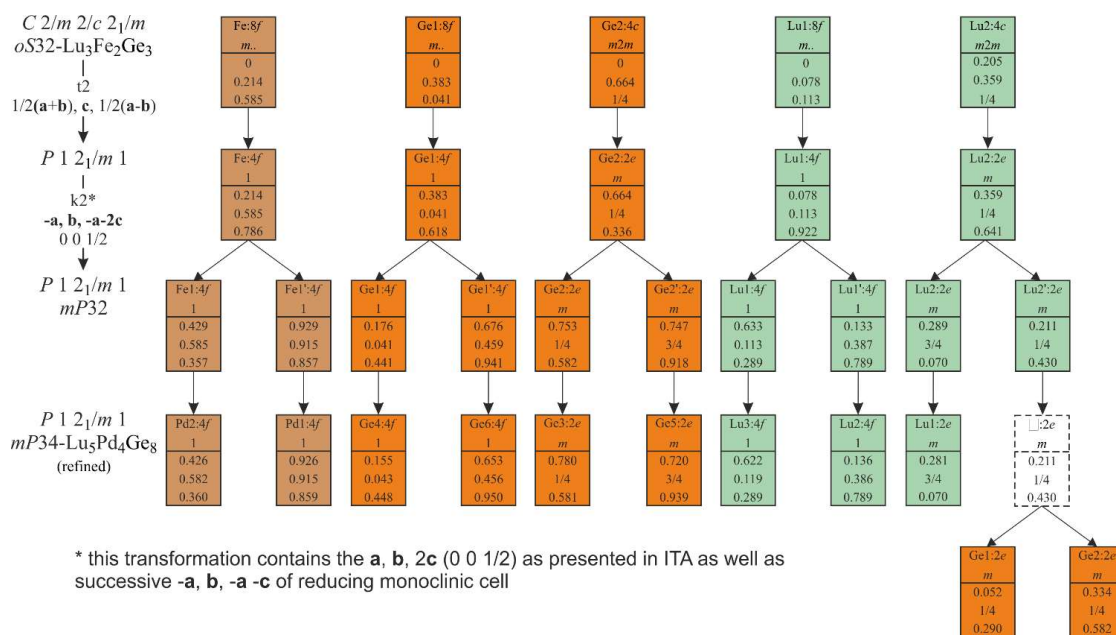 C 2/m 2/c 2₁/m
oS32-Lu₃Fe₂Ge₃
t2
1/2(a+b), c, 1/2(a-b)
Fe:8f
m..
0
0.214
0.585
Ge1:8f
m..
0
0.383
0.041
Ge2:4c
m2m
0
0.664
1/4
Lu1:8f
m..
0
0.078
0.113
Lu2:4c
m2m
0.205
0.359
1/4
P 1 2₁/m 1
k2*
-a, b, -a-2c
0 0 1/2
Fe:4f
1
0.214
0.585
0.786
Ge1:4f
1
0.383
0.041
0.618
Ge2:2e
m
0.664
1/4
0.336
Lu1:4f
1
0.078
0.113
0.922
Lu2:2e
m
0.359
1/4
0.641
P 1 2₁/m 1
mP32
Fe1:4f
1
0.429
0.585
0.357
Fe1':4f
1
0.929
0.915
0.857
Ge1:4f
1
0.176
0.041
0.441
Ge1':4f
1
0.676
0.459
0.941
Ge2:2e
m
0.753
1/4
0.582
Ge2':2e
m
0.747
3/4
0.918
Lu1:4f
1
0.633
0.113
0.289
Lu1':4f
1
0.133
0.387
0.789
Lu2:2e
m
0.289
3/4
0.070
Lu2':2e
m
0.211
1/4
0.430
P 1 2₁/m 1
mP34-Lu₅Pd₄Ge₈
(refined)
Pd2:4f
1
0.426
0.582
0.360
Pd1:4f
1
0.926
0.915
0.859
Ge4:4f
1
0.155
0.043
0.448
Ge6:4f
1
0.653
0.456
0.950
Ge3:2e
m
0.780
1/4
0.581
Ge5:2e
m
0.720
3/4
0.939
Lu3:4f
1
0.622
0.119
0.289
Lu2:4f
1
0.136
0.386
0.789
Lu1:2e
m
0.281
3/4
0.070
□:2e
m
0.211
1/4
0.430
* this transformation contains the a, b, 2c (0 0 1/2) as presented in ITA as well as
successive -a, b, -a -c of reducing monoclinic cell
Ge1:2e
m
0.052
1/4
0.290
Ge2:2e
m
0.334
1/4
0.582